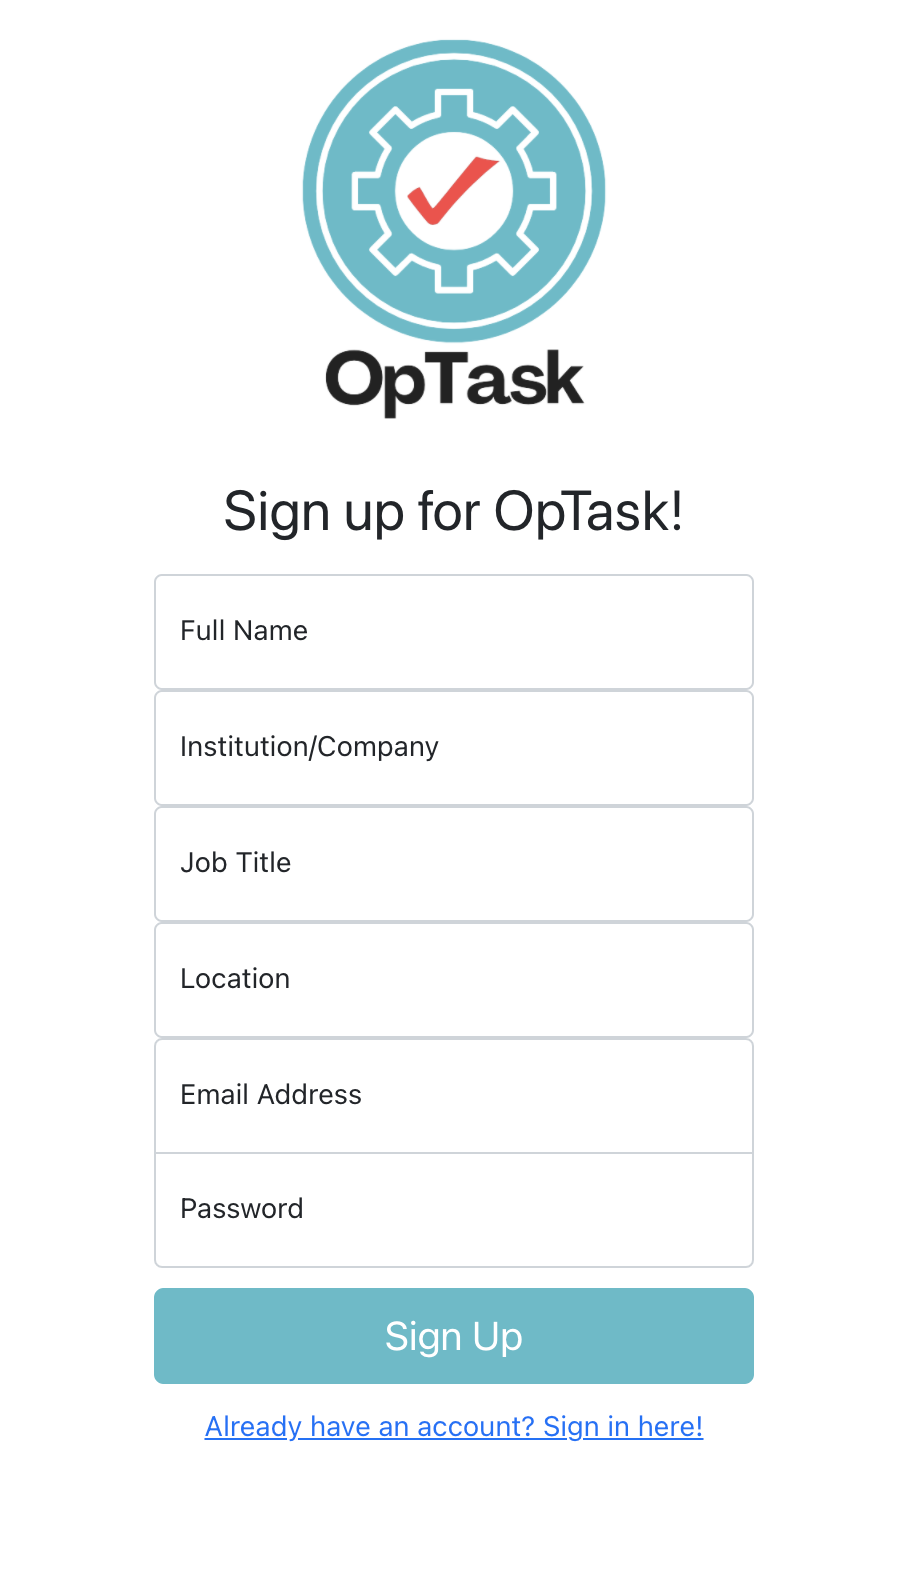 OpTask
Sign up for OpTask!
Full Name
Institution/Company
Job Title
Location
Email Address
Password
Sign Up
Already have an account? Sign in here!